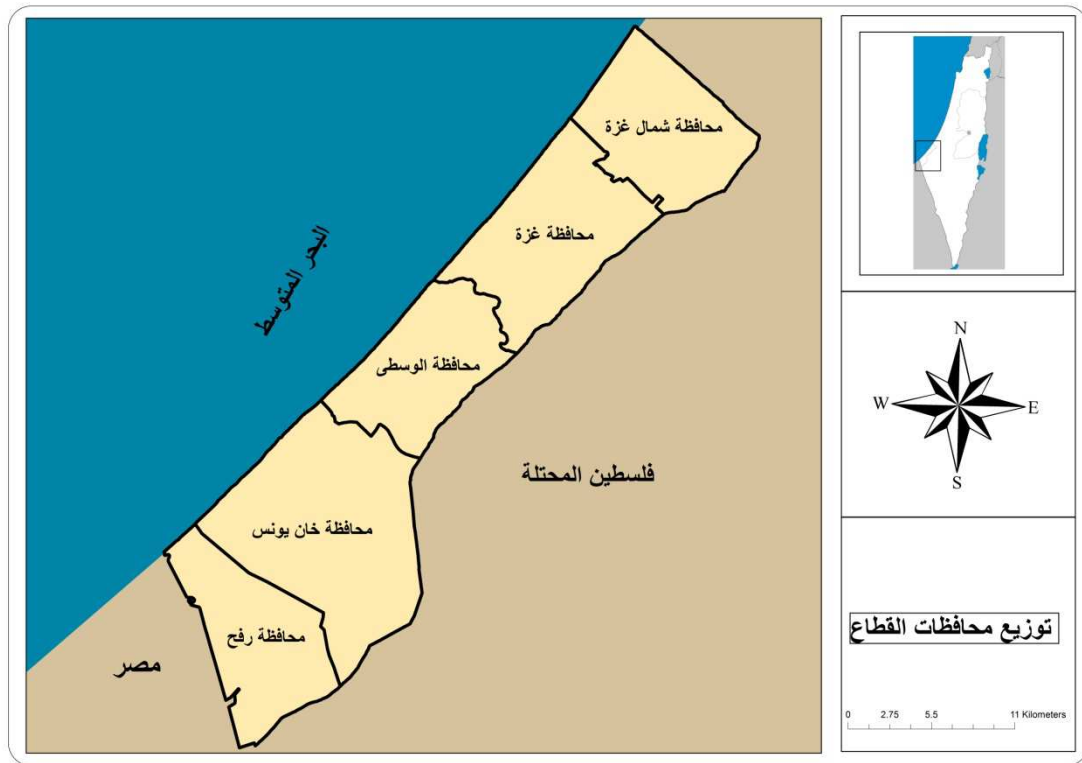 محافظة شمال غزة
محافظة غزة
البحر المتوسط
محافظة الوسطى
فلسطين المحتلة
محافظة خان يونس
محافظة رفح
مصر
N
W
E
S
توزيع محافظات القطاع
0 2.75 5.5 11 Kilometers